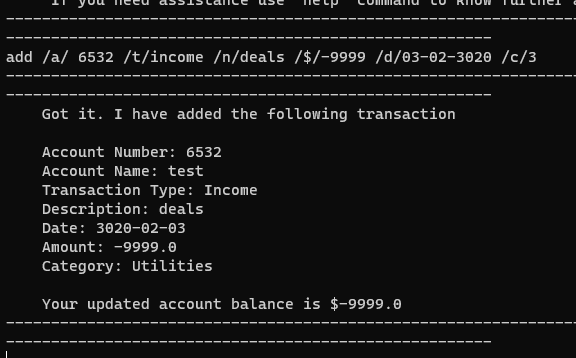 If you need assistance use "help" command to know further a
------------------------------------------------------------------
------------------------------------------------------
add /a/ 6532 /t/income /n/deals /$/-9999 /d/03-02-3020 /c/3
------------------------------------------------------------------
------------------------------------------------------
Got it. I have added the following transaction
Account Number: 6532
Account Name: test
Transaction Type: Income
Description: deals
Date: 3020-02-03
Amount: -9999.0
Category: Utilities
Your updated account balance is $-9999.0
------------------------------------------------------------------
------------------------------------------------------